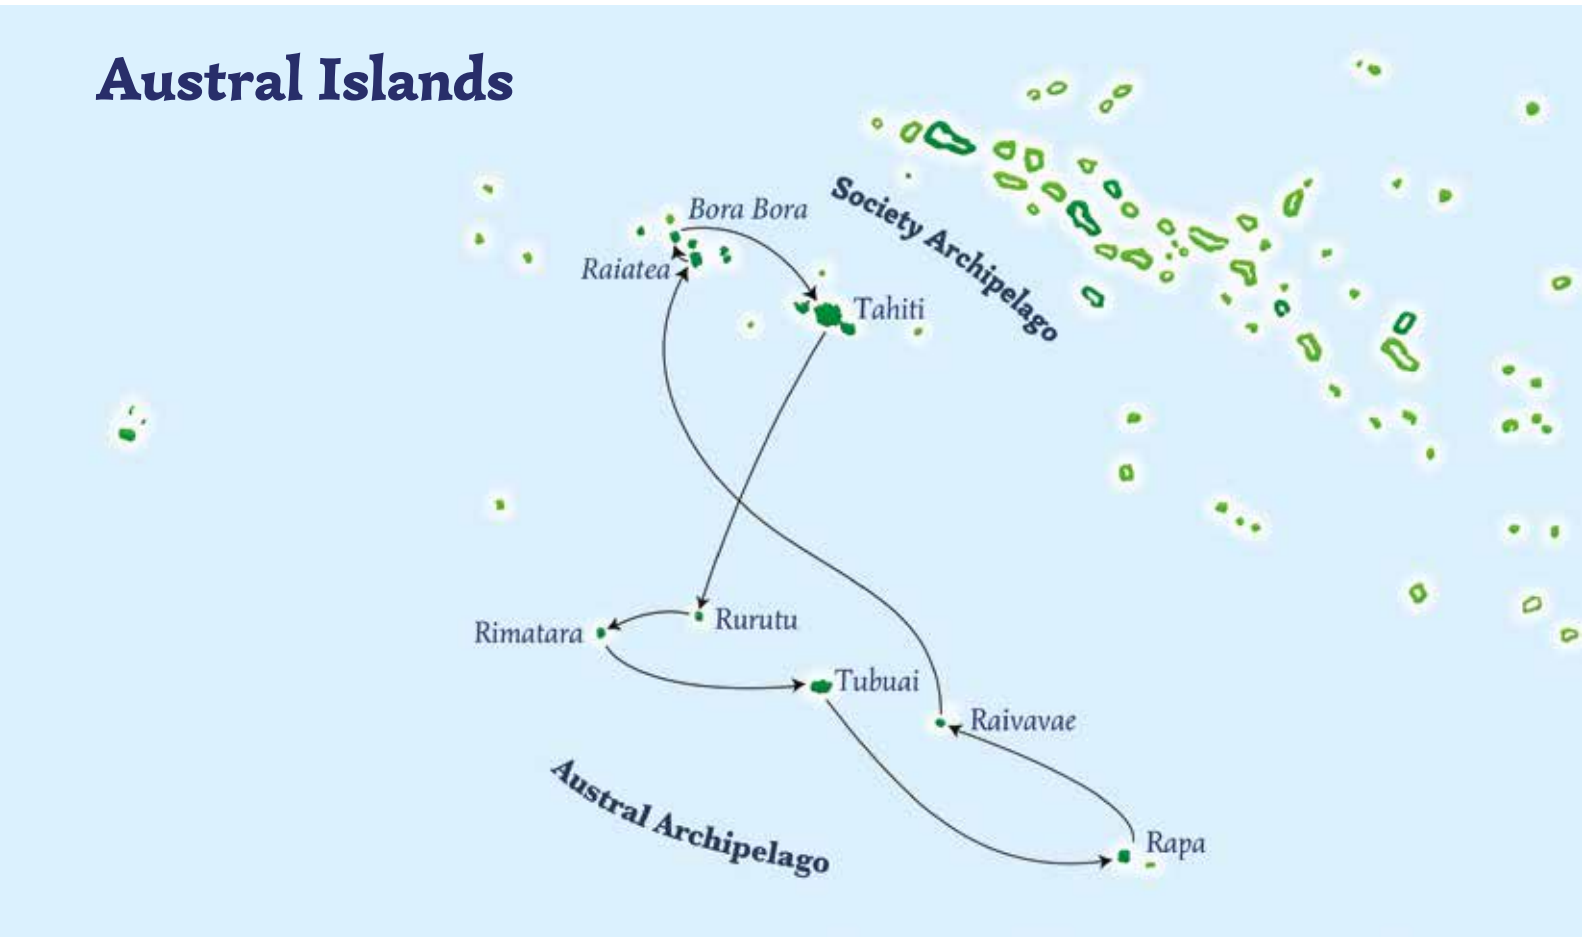 Austral Islands
Bora Bora
Society Archipelago
Raiatea
Tahiti
Rurutu
Rimatara
Tubuai
Raivavae
Austral Archipelago
Rapa